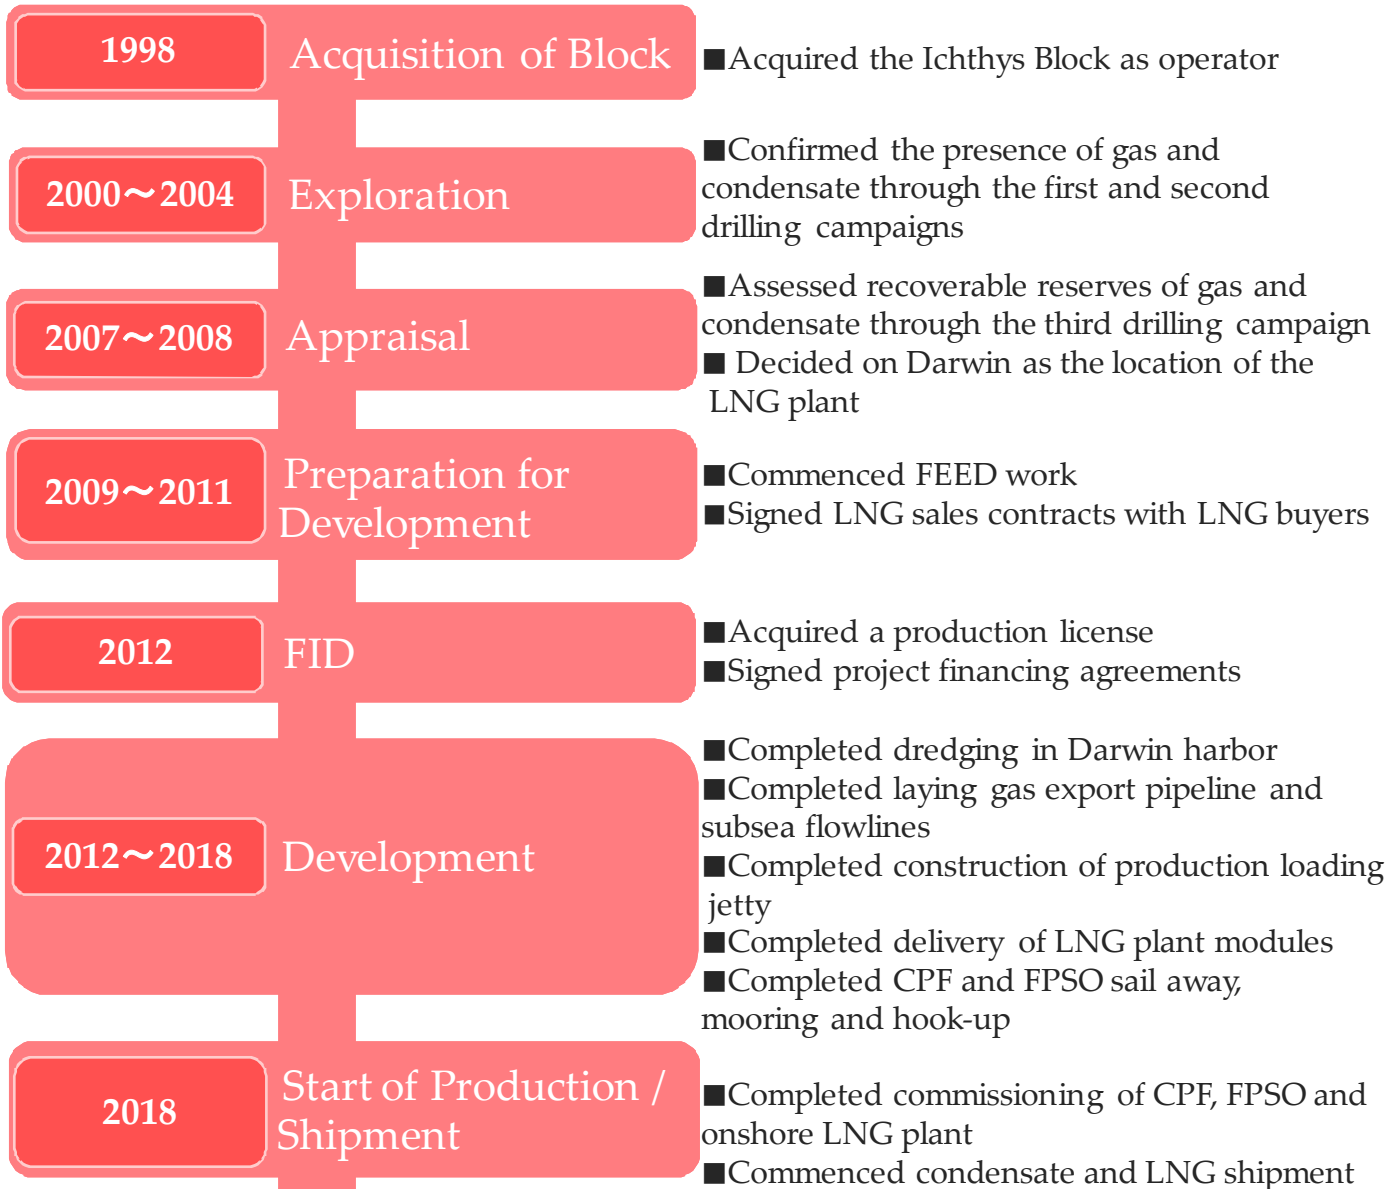 1998
Acquisition of Block
■Acquired the Ichthys Block as operator
2000～2004
Exploration
■Confirmed the presence of gas and
condensate through the first and second
drilling campaigns
2007～2008
Appraisal
■Assessed recoverable reserves of gas and
condensate through the third drilling campaign
■ Decided on Darwin as the location of the
LNG plant
2009～2011
Preparation for
Development
■Commenced FEED work
■Signed LNG sales contracts with LNG buyers
2012
FID
■Acquired a production license
■Signed project financing agreements
2012～2018
Development
■Completed dredging in Darwin harbor
■Completed laying gas export pipeline and
subsea flowlines
■Completed construction of production loading
jetty
■Completed delivery of LNG plant modules
■Completed CPF and FPSO sail away,
mooring and hook-up
2018
Start of Production /
Shipment
■Completed commissioning of CPF, FPSO and
onshore LNG plant
■Commenced condensate and LNG shipment